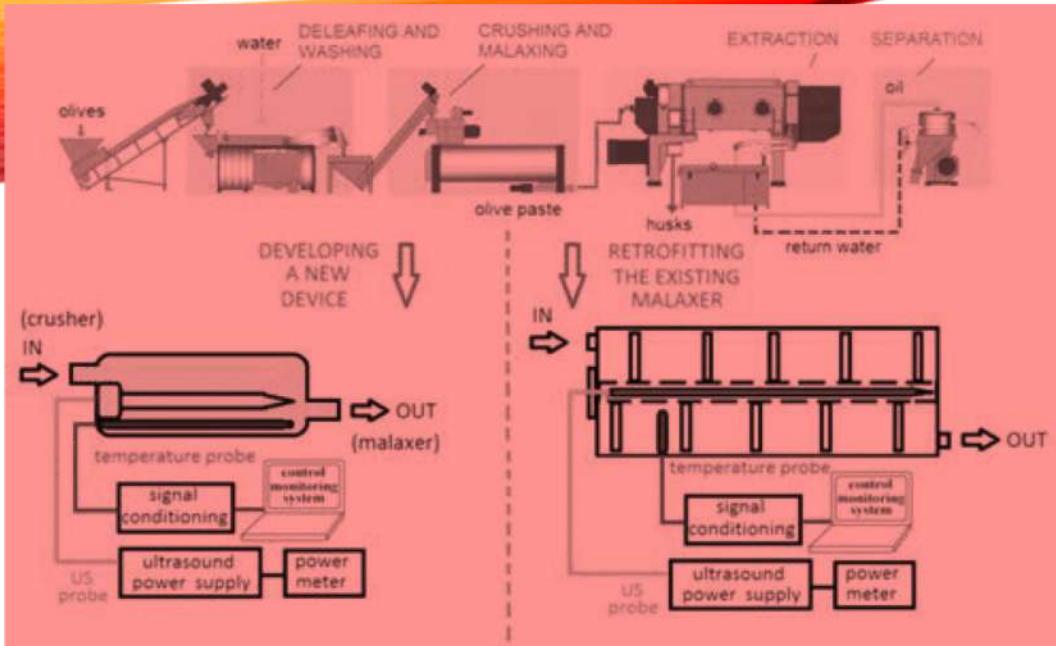 DELEAFING AND
WASHING
CRUSHING AND
MALAXING
EXTRACTION
SEPARATION
water
olives
oil
olive paste
husks
return water
DEVELOPING
A NEW
DEVICE
RETROFITTING
THE EXISTING
MALAXER
(crusher)
IN
OUT
(malaxer)
temperature probe
control
monitoring
system
signal
conditioning
ultrasound
power supply
power
meter
US
probe
IN
OUT
temperature probe
control
monitoring
system
signal
conditioning
ultrasound
power supply
power
meter
US
probe